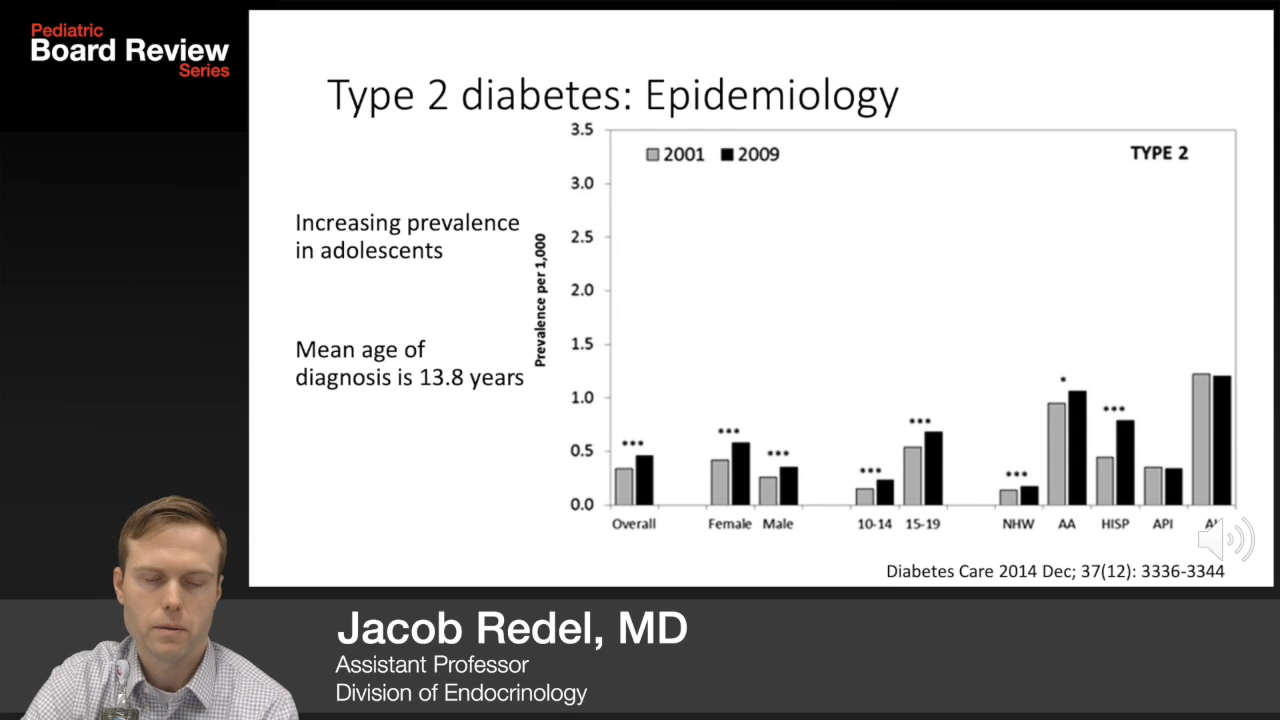 Pediatric
Board Review
Series
Type 2 diabetes: Epidemiology
Increasing prevalence
in adolescents
Mean age of
diagnosis is 13.8 years
3.5
3.0
2.5
2.0
1.5
1.0
0.5
0.0
Prevalence per 1,000
2001 2009
TYPE 2
*** *** *** *** *** *** * ***
Overall Female Male 10-14 15-19 NHW AA HISP API
Diabetes Care 2014 Dec; 37(12): 3336-3344
Jacob Redel, MD
Assistant Professor
Division of Endocrinology